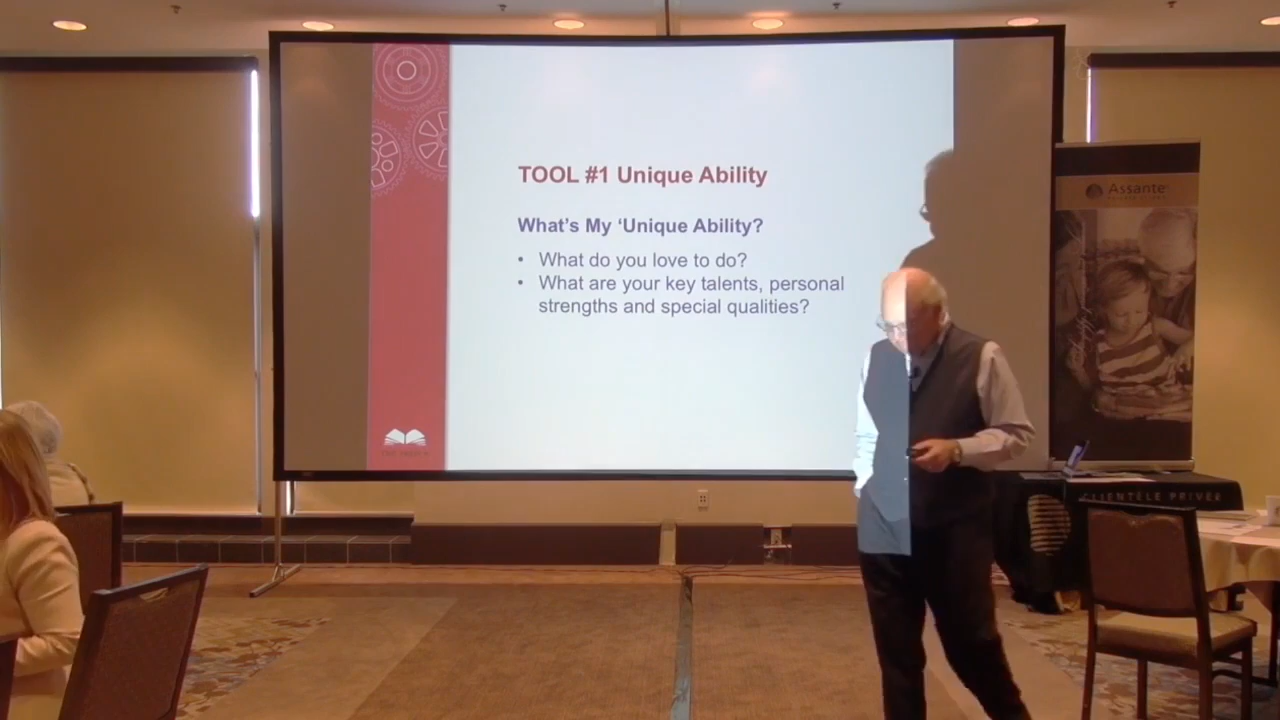 TOOL #1 Unique Ability
What's My ‘Unique Ability?
• What do you love to do?
• What are your key talents, personal
strengths and special qualities?
Assante
CLIENTÈLE PRIVÉE